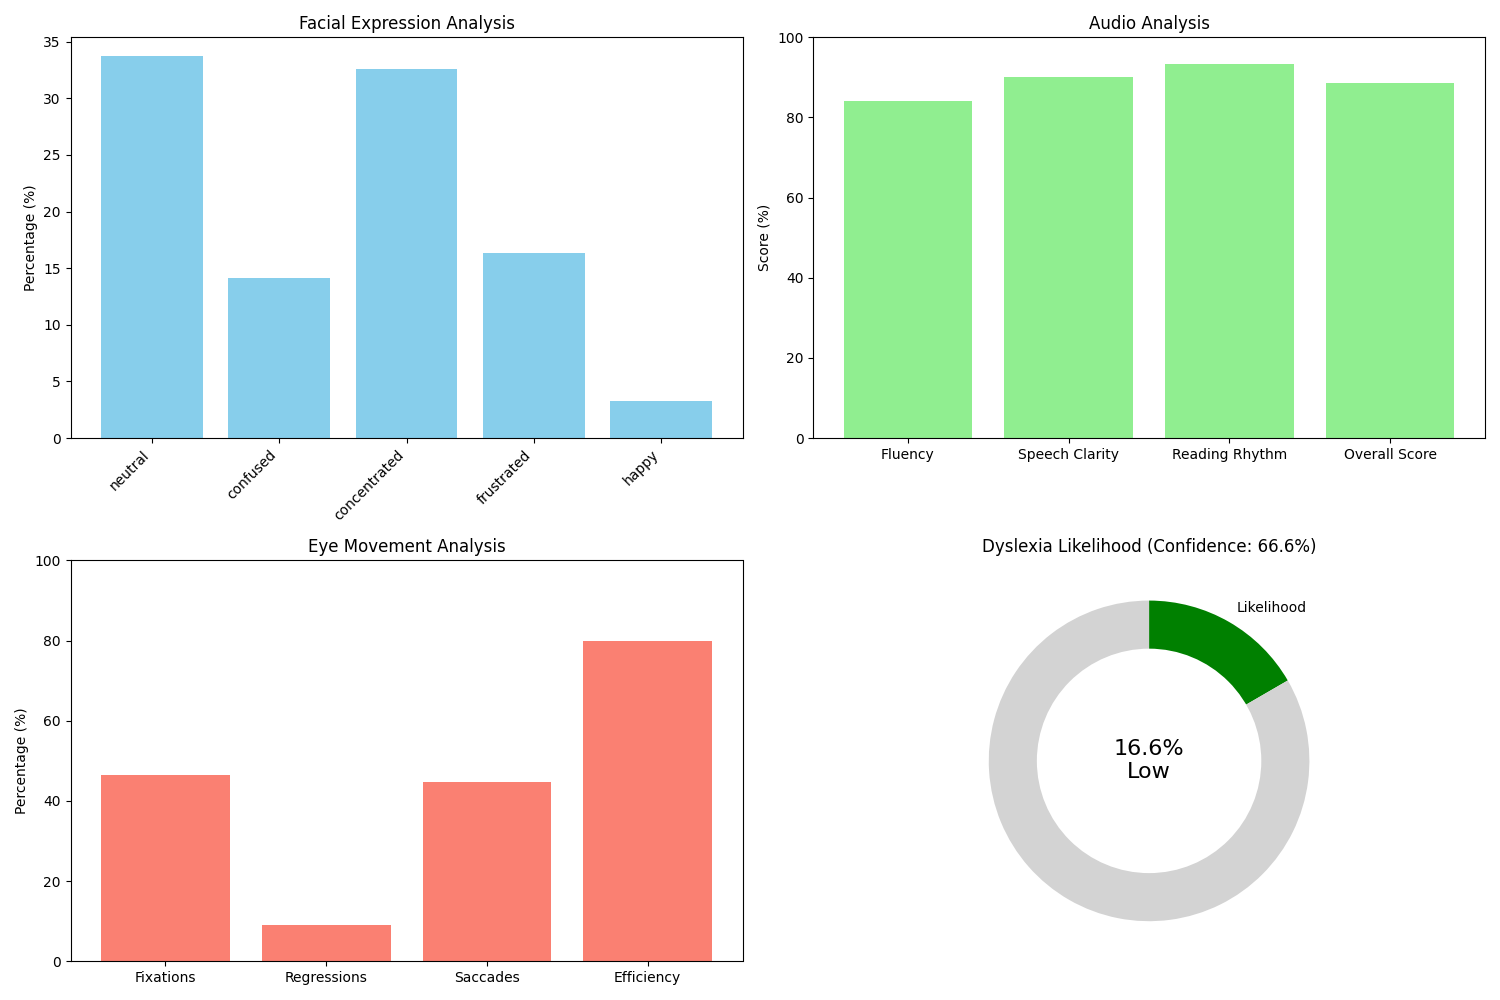 Facial Expression Analysis
Percentage (%)
35
30
25
20
15
10
5
0
neutral
confused
concentrated
frustrated
happy
Audio Analysis
Score (%)
100
80
60
40
20
0
Fluency
Speech Clarity
Reading Rhythm
Overall Score
Eye Movement Analysis
Percentage (%)
100
80
60
40
20
0
Fixations
Regressions
Saccades
Efficiency
Dyslexia Likelihood (Confidence: 66.6%)
Likelihood
16.6%
Low